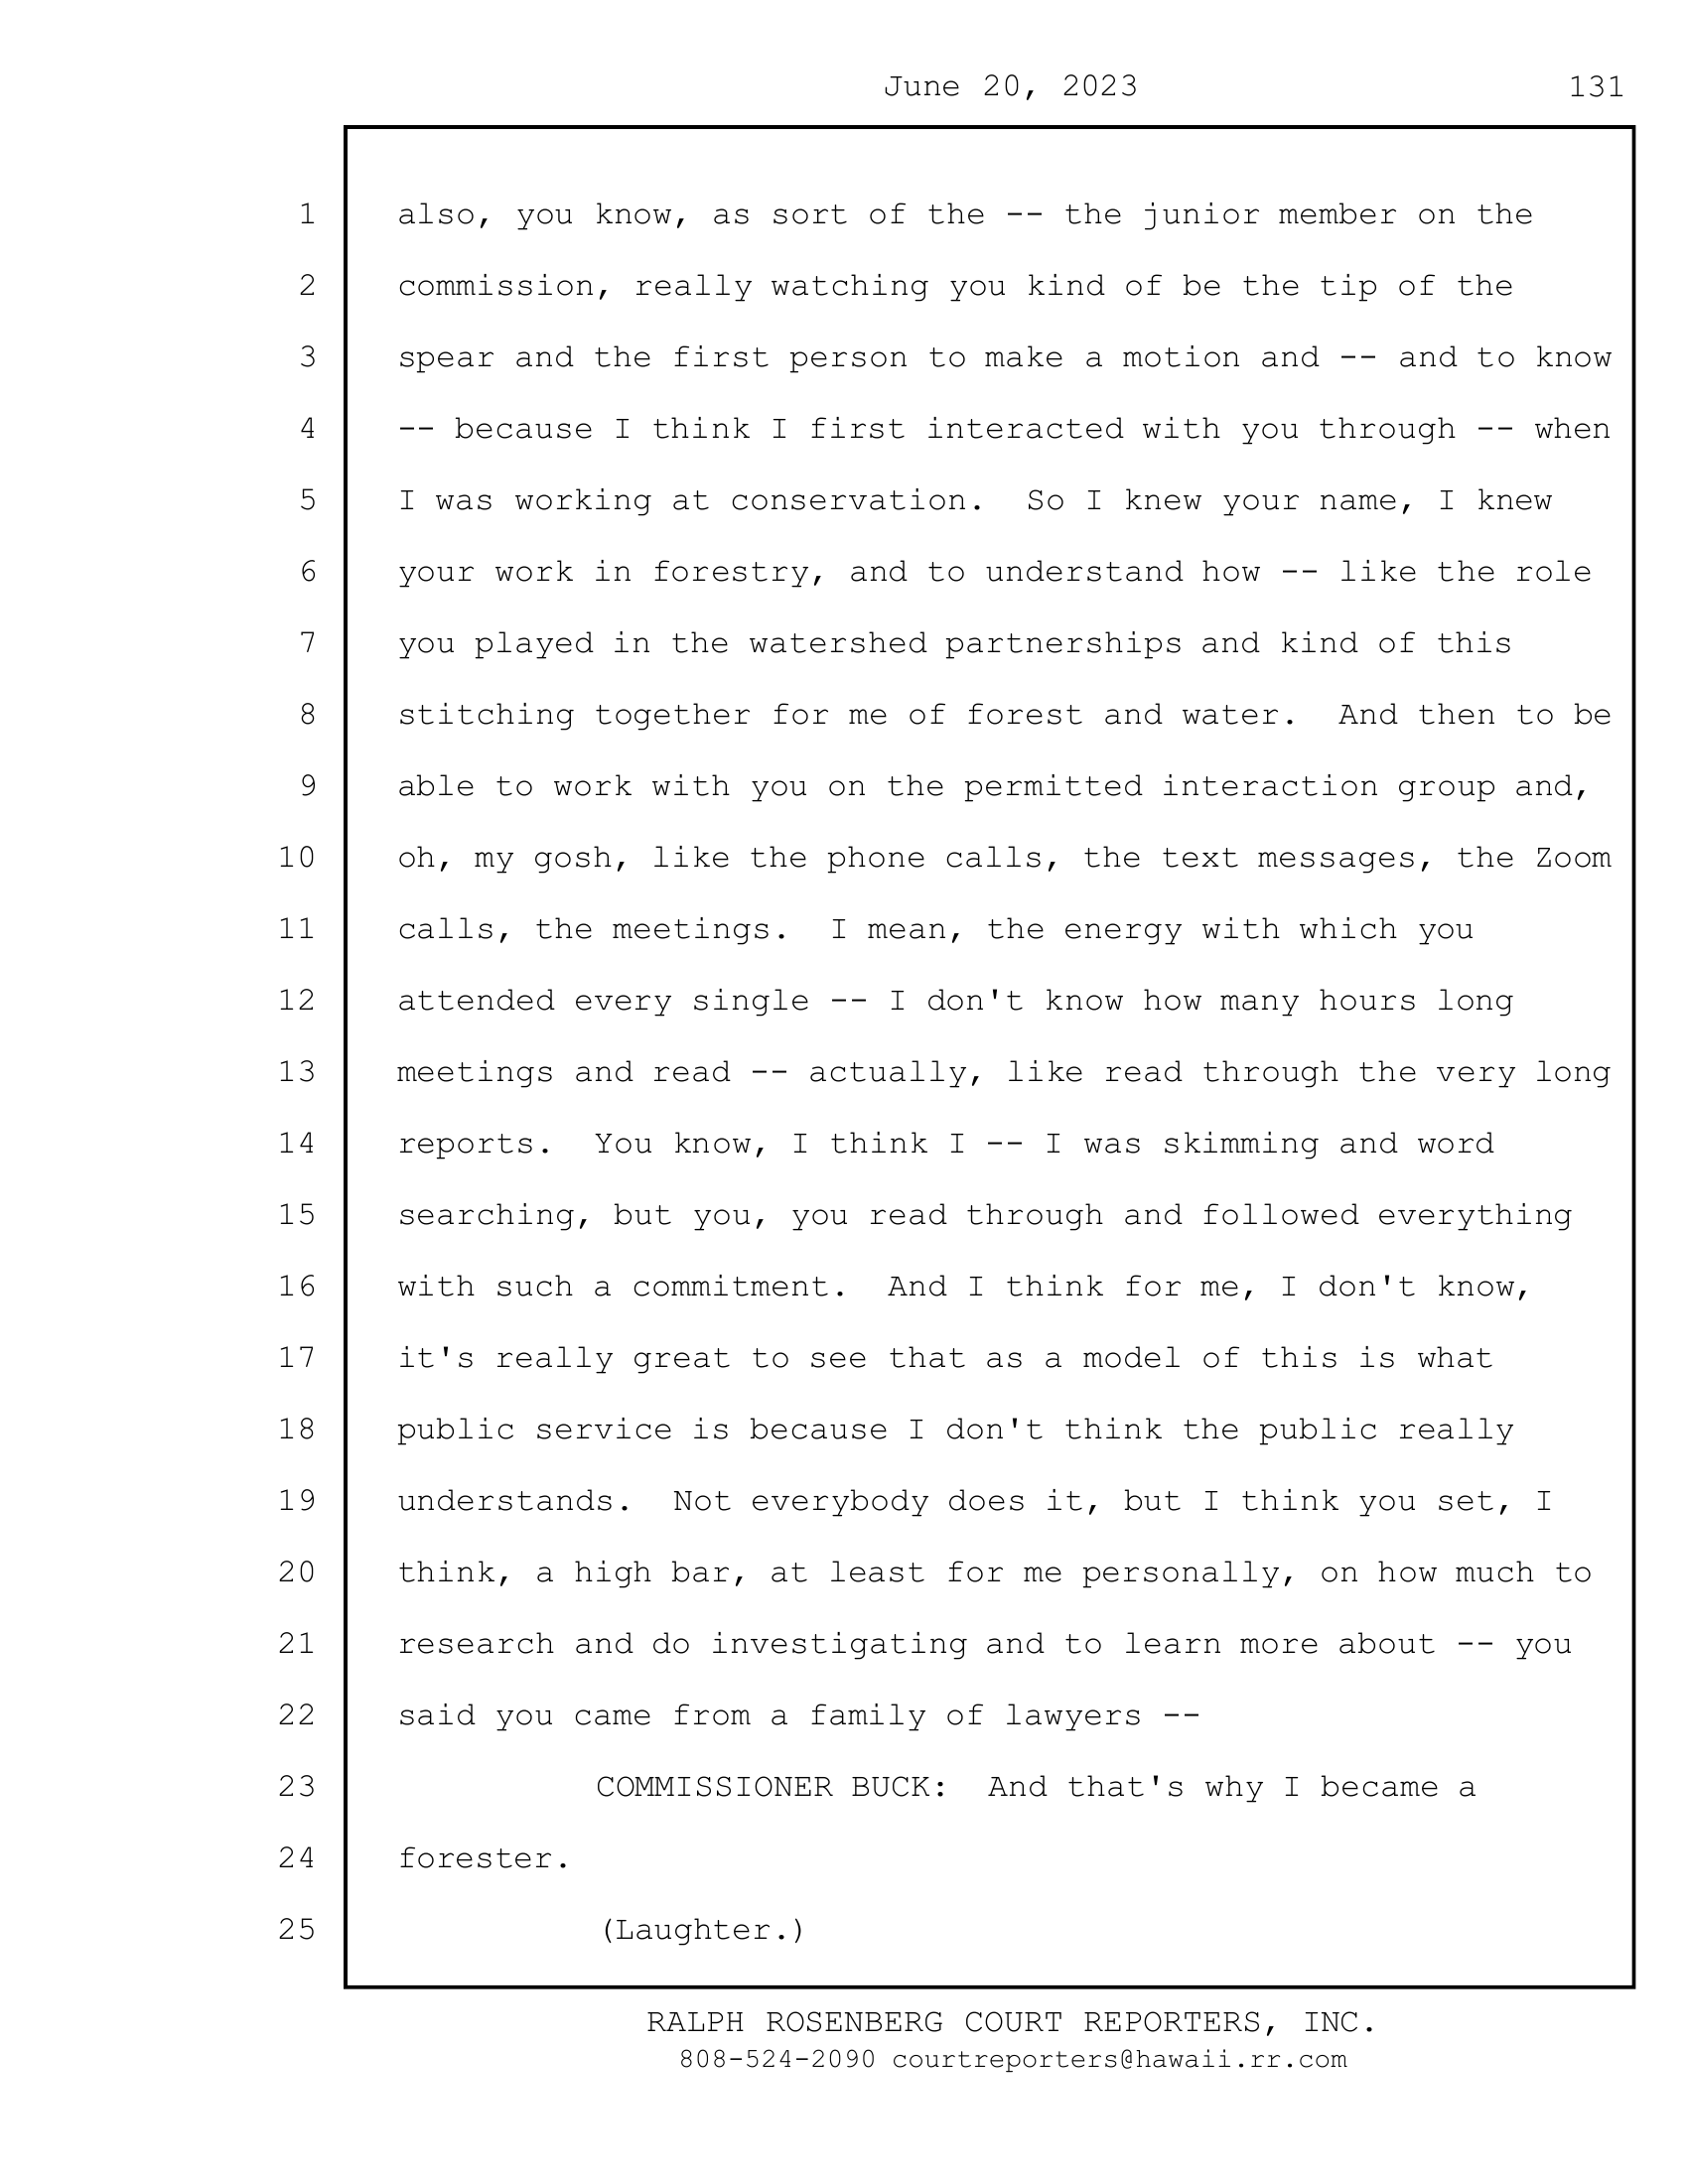 June 20, 2023 131
1 also, you know, as sort of the -- the junior member on the
2 commission, really watching you kind of be the tip of the
3 spear and the first person to make a motion and -- and to know
4 -- because I think I first interacted with you through -- when
5 I was working at conservation.  So I knew your name, I knew
6 your work in forestry, and to understand how -- like the role
7 you played in the watershed partnerships and kind of this
8 stitching together for me of forest and water.  And then to be
9 able to work with you on the permitted interaction group and,
10 oh, my gosh, like the phone calls, the text messages, the Zoom
11 calls, the meetings.  I mean, the energy with which you
12 attended every single -- I don't know how many hours long
13 meetings and read -- actually, like read through the very long
14 reports.  You know, I think I -- I was skimming and word
15 searching, but you, you read through and followed everything
16 with such a commitment.  And I think for me, I don't know,
17 it's really great to see that as a model of this is what
18 public service is because I don't think the public really
19 understands.  Not everybody does it, but I think you set, I
20 think, a high bar, at least for me personally, on how much to
21 research and do investigating and to learn more about -- you
22 said you came from a family of lawyers --
23 COMMISSIONER BUCK:  And that's why I became a
24 forester.
25 (Laughter.)
RALPH ROSENBERG COURT REPORTERS, INC.
808-524-2090 courtreporters@hawaii.rr.com